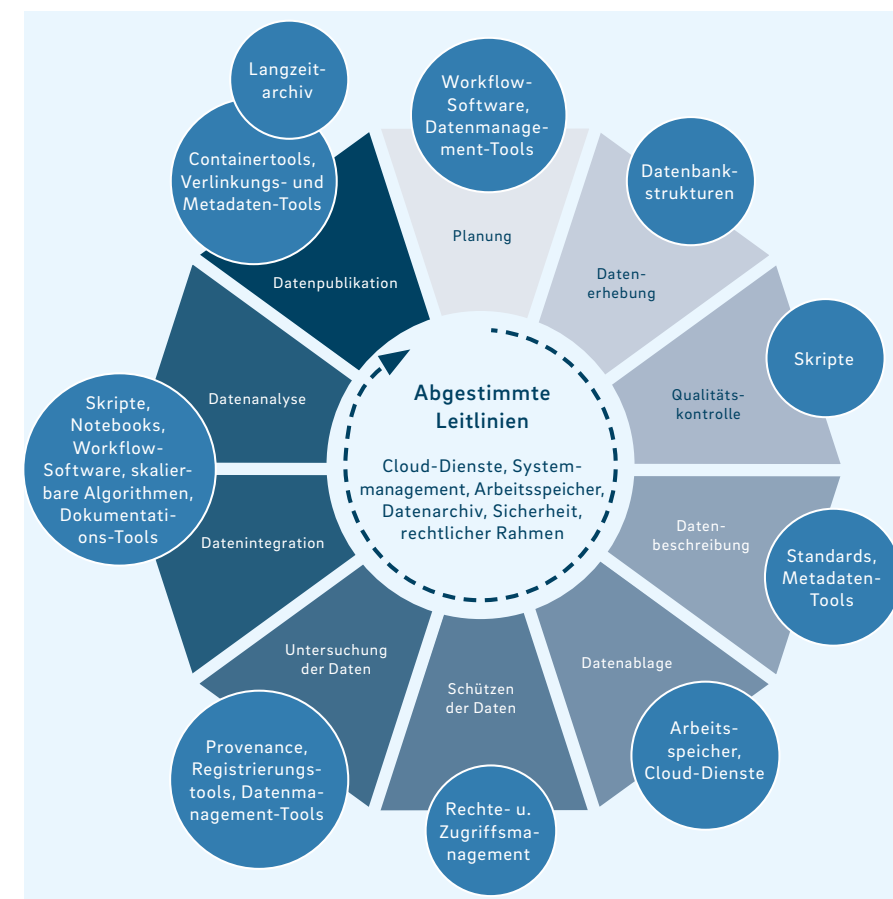 Langzeit-
archiv
Containertools,
Verlinkungs- und
Metadaten-Tools
Datenpublikation
Workflow-
Software,
Datenmanage-
ment-Tools
Planung
Datenbank-
strukturen
Daten-
erhebung
Skripte
Qualitäts-
kontrolle
Daten-
beschreibung
Standards,
Metadaten-
Tools
Datenablage
Arbeits-
speicher,
Cloud-Dienste
Schützen
der Daten
Rechte- u.
Zugriffsma-
nagement
Untersuchung
der Daten
Provenance,
Registrierungs-
tools, Datenma-
nagement-Tools
Datenintegration
Datenanalyse
Skripte,
Notebooks,
Workflow-
Software, skalier-
bare Algorithmen,
Dokumentati-
ons-Tools
Abgestimmte
Leitlinien
Cloud-Dienste, System-
management, Arbeitsspeicher,
Datenarchiv, Sicherheit,
rechtlicher Rahmen